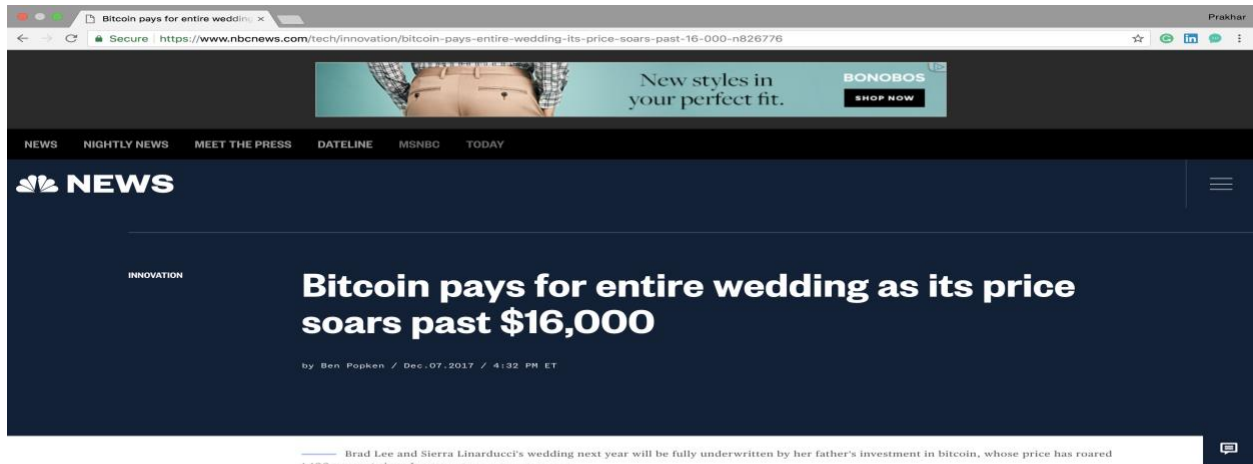 Bitcoin pays for entire wedding ×
Prakhar
Secure https://www.nbcnews.com/tech/innovation/bitcoin-pays-entire-wedding-its-price-soars-past-16-000-n826776
New styles in
your perfect fit.
BONOBOS
SHOP NOW
NEWS NIGHTLY NEWS MEET THE PRESS DATELINE MSNBC TODAY
NEWS
INNOVATION
Bitcoin pays for entire wedding as its price
soars past $16,000
by Ben Popken / Dec.07.2017 / 4:32 PM ET
Brad Lee and Sierra Linarducci's wedding next year will be fully underwritten by her father's investment in bitcoin, whose price has roared